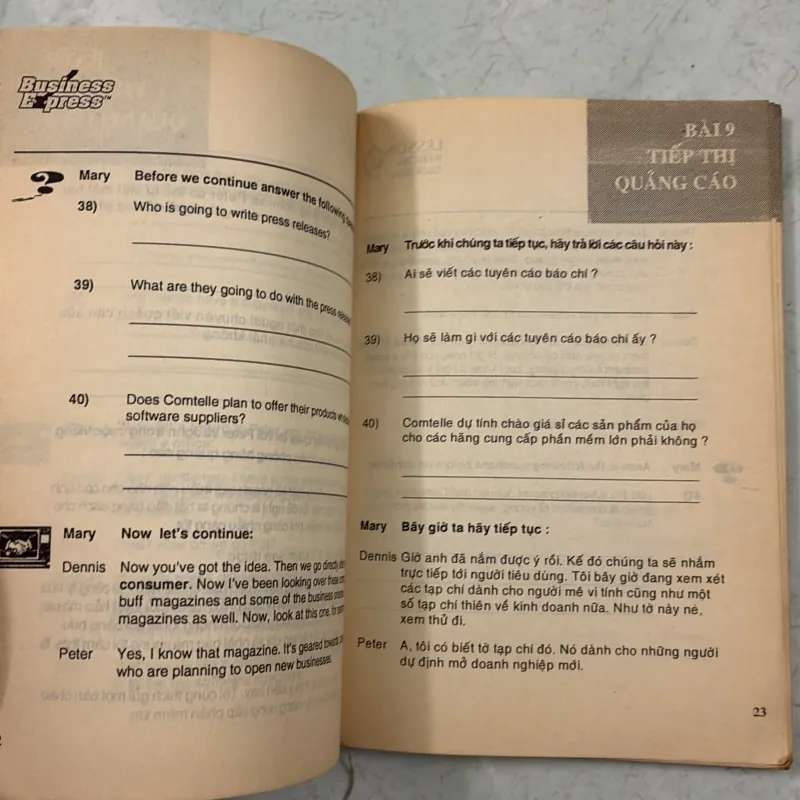 Business
Express™
Mary Before we continue answer the following
38) Who is going to write press releases?
39) What are they going to do with the press
40) Does Comtelle plan to offer their products
software suppliers?
Mary Now let's continue:
Dennis Now you've got the idea. Then we go directly
consumer. Now I've been looking over these
buff magazines and some of the business
magazines as well. Now, look at this one, for
Peter Yes, I know that magazine. It's geared towards
who are planning to open new businesses.
BÀI 9
TIẾP THỊ
QUẢNG CÁO
Mary Trước khi chúng ta tiếp tục, hãy trả lời các câu hỏi này :
38) Ai sẽ viết các tuyên cáo báo chí ?
39) Họ sẽ làm gì với các tuyên cáo báo chí ấy ?
40) Comtelle dự tính chào giá sỉ các sản phẩm của họ
cho các hãng cung cấp phần mềm lớn phải không ?
Mary Bây giờ ta hãy tiếp tục :
Dennis Giờ anh đã nắm được ý rồi. Kế đó chúng ta sẽ nhắm
trực tiếp tới người tiêu dùng. Tôi bây giờ đang xem xét
các tạp chí dành cho người mê vi tính cũng như một
số tạp chí thiên về kinh doanh nữa. Như tờ này nè,
xem thử đi.
Peter A, tôi có biết tờ tạp chí đó. Nó dành cho những người
dự định mở doanh nghiệp mới.
23